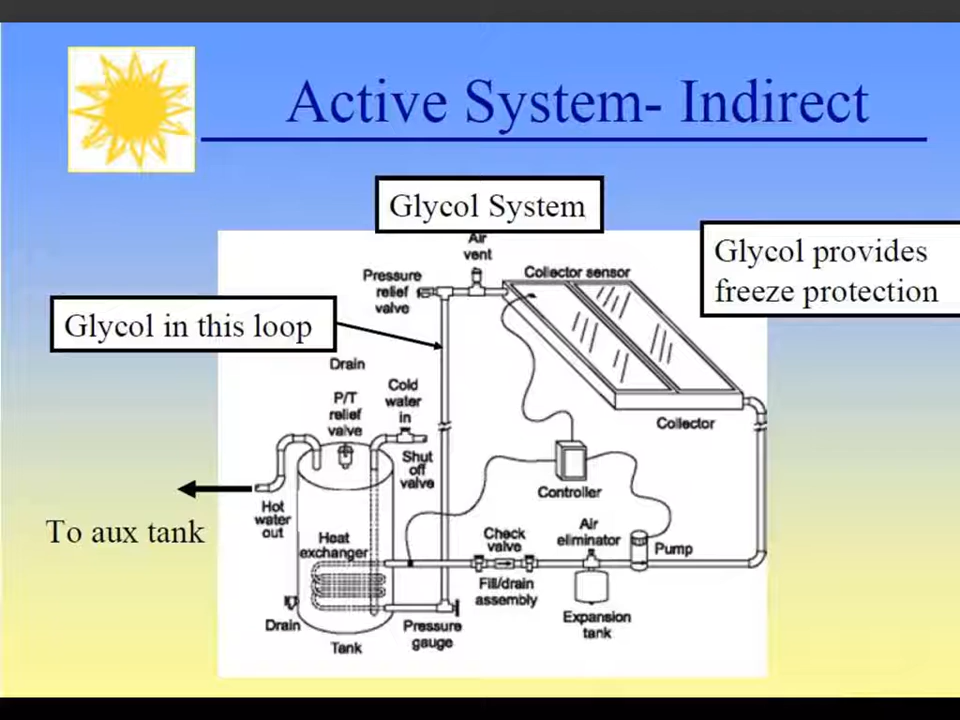 Active System- Indirect
Glycol System
Glycol provides
freeze protection
Air
vent
Collector sensor
Pressure
relief
valve
Glycol in this loop
Drain
P/T
relief
valve
Cold
water
in
Collector
Shut
off
valve
Controller
Hot
water
out
To aux tank
Heat
exchanger
Check
valve
Air
eliminator
Pump
Fill/drain
assembly
Expansion
tank
Drain
Pressure
gauge
Tank